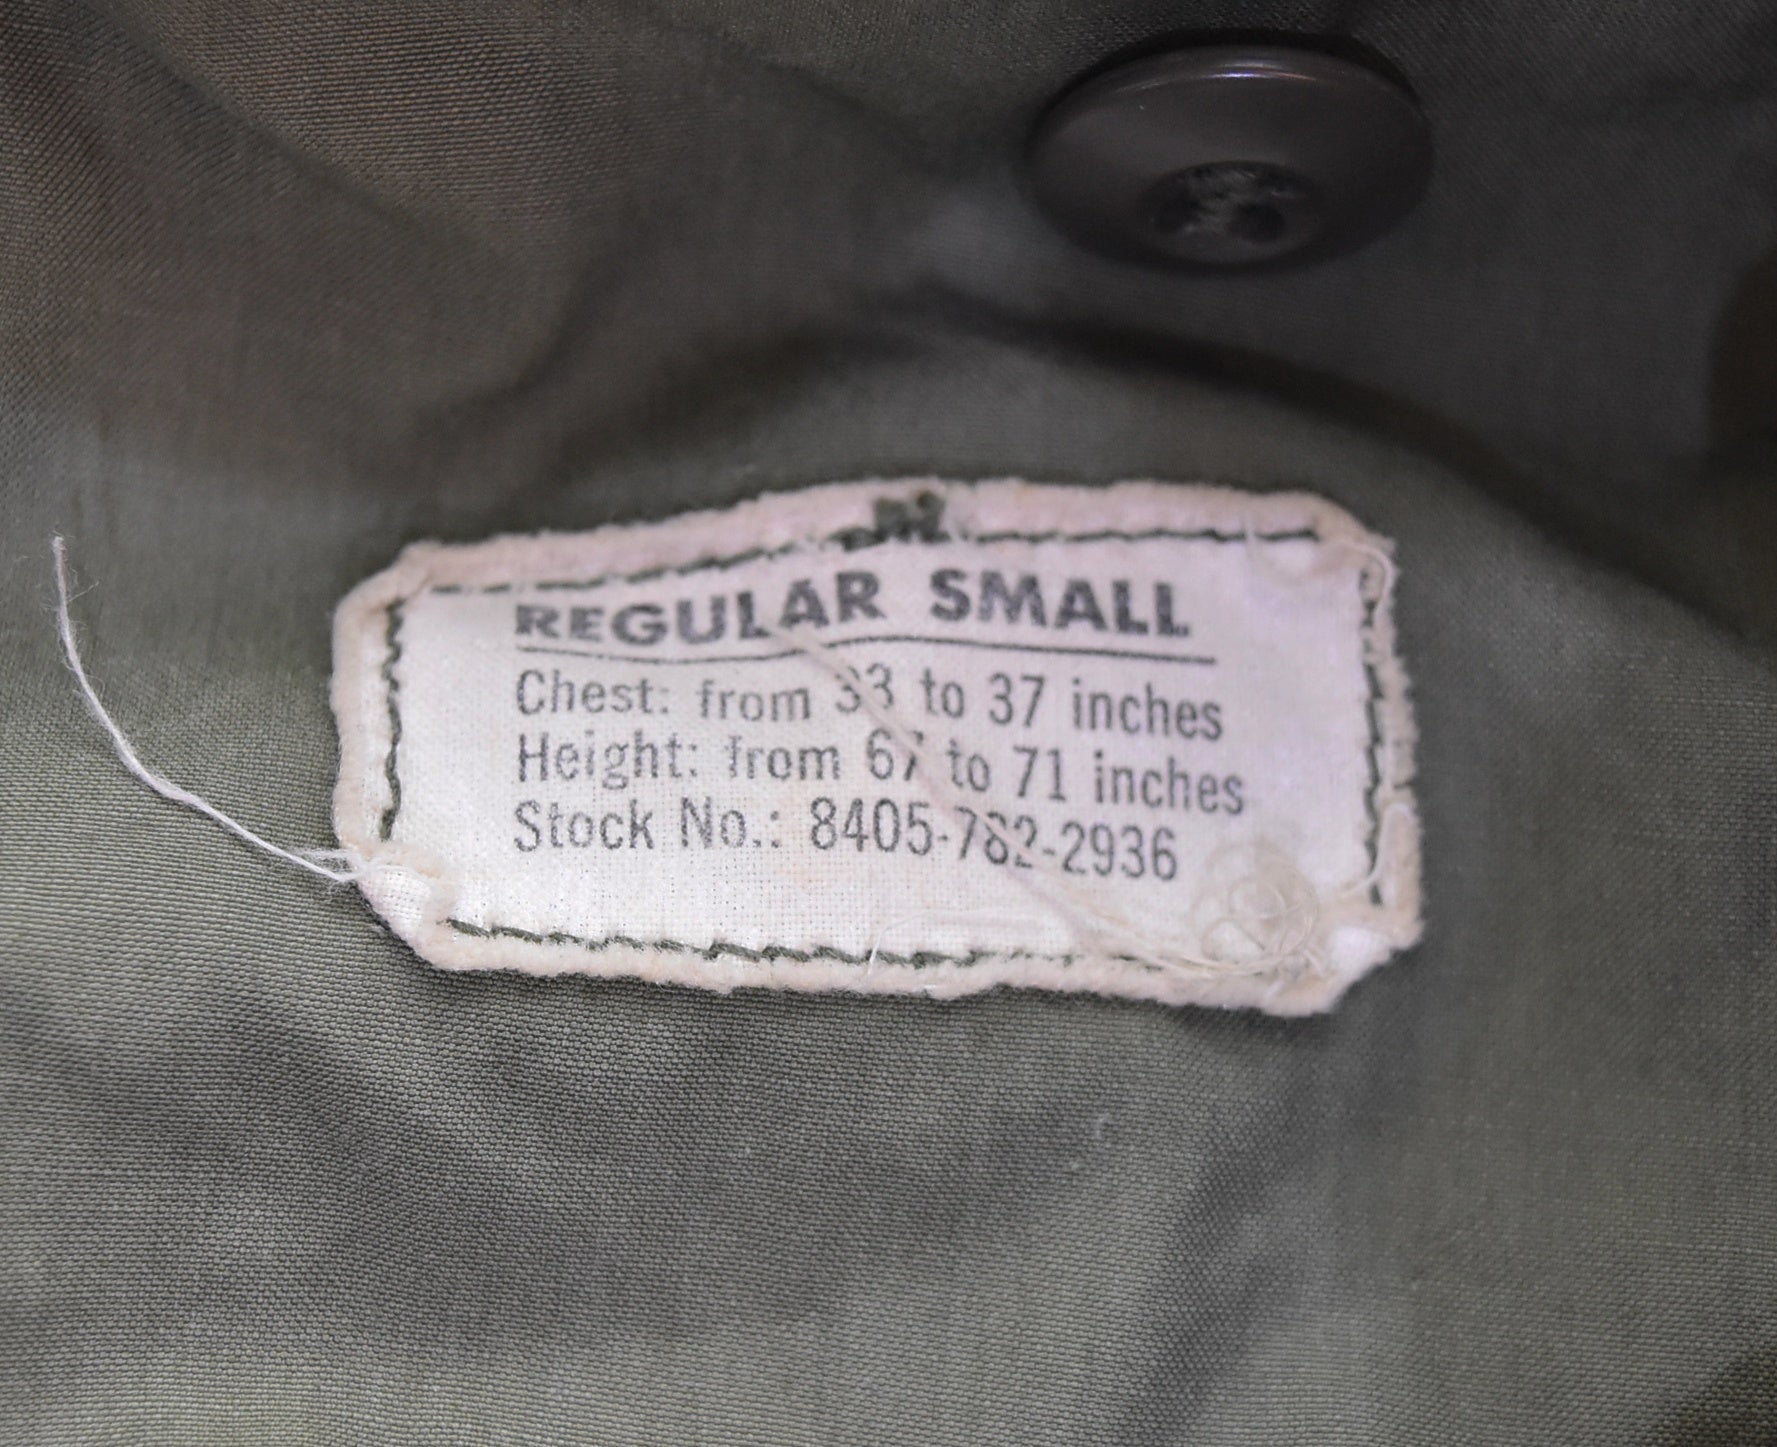 REGULAR SMALL
Chest: from 33 to 37 inches
Height: from 67 to 71 inches
Stock No.: 8405-782-2936